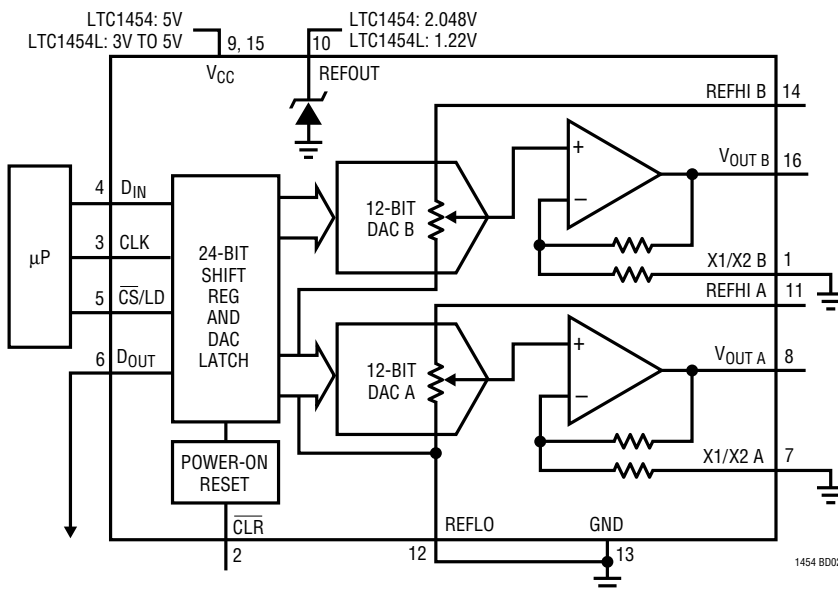 LTC1454: 5V
LTC1454L: 3V TO 5V
9, 15
VCC
LTC1454: 2.048V
LTC1454L: 1.22V
10
REFOUT
REFHI B
14
VOUT B
16
X1/X2 B
1
REFHI A
11
VOUT A
8
X1/X2 A
7
µP
4
DIN
3
CLK
5
CS/LD
6
DOUT
24-BIT
SHIFT
REG
AND
DAC
LATCH
12-BIT
DAC B
+
−
12-BIT
DAC A
+
−
POWER-ON
RESET
CLR
2
REFLO
12
GND
13
1454 BD02